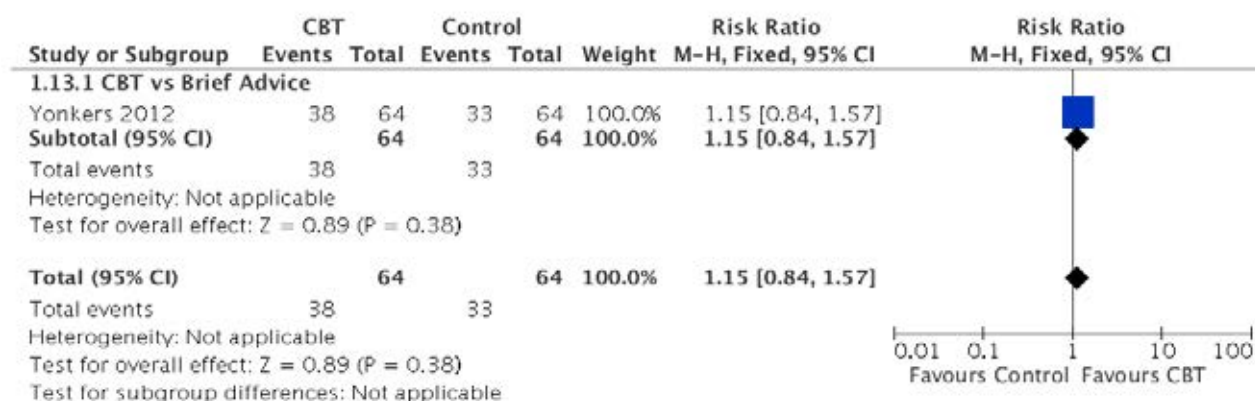 CBT Control Risk Ratio Risk Ratio
Study or Subgroup Events Total Events Total Weight M-H, Fixed, 95% CI M-H, Fixed, 95% CI
1.13.1 CBT vs Brief Advice
Yonkers 2012 38 64 33 64 100.0% 1.15 [0.84, 1.57]
Subtotal (95% CI) 64 64 100.0% 1.15 [0.84, 1.57]
Total events 38 33
Heterogeneity: Not applicable
Test for overall effect: Z = 0.89 (P = 0.38)
Total (95% CI) 64 64 100.0% 1.15 [0.84, 1.57]
Total events 38 33
Heterogeneity: Not applicable
Test for overall effect: Z = 0.89 (P = 0.38)
Test for subgroup differences: Not applicable
0.01 0.1 1 10 100
Favours Control Favours CBT